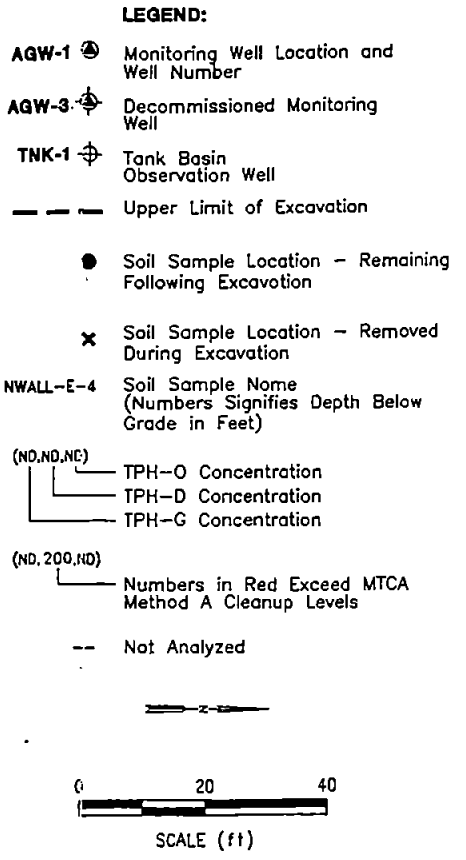 LEGEND:
AGW-1 Monitoring Well Location and
Well Number
AGW-3 Decommissioned Monitoring
Well
TNK-1 Tank Basin
Observation Well
Upper Limit of Excavation
Soil Sample Location - Remaining
Following Excavation
Soil Sample Location - Removed
During Excavation
NWALL-E-4 Soil Sample Name
(Numbers Signifies Depth Below
Grade in Feet)
(ND,ND,ND)
TPH-O Concentration
TPH-D Concentration
TPH-G Concentration
(ND,200,ND)
Numbers in Red Exceed MTCA
Method A Cleanup Levels
-- Not Analyzed
N
0 20 40
SCALE (ft)